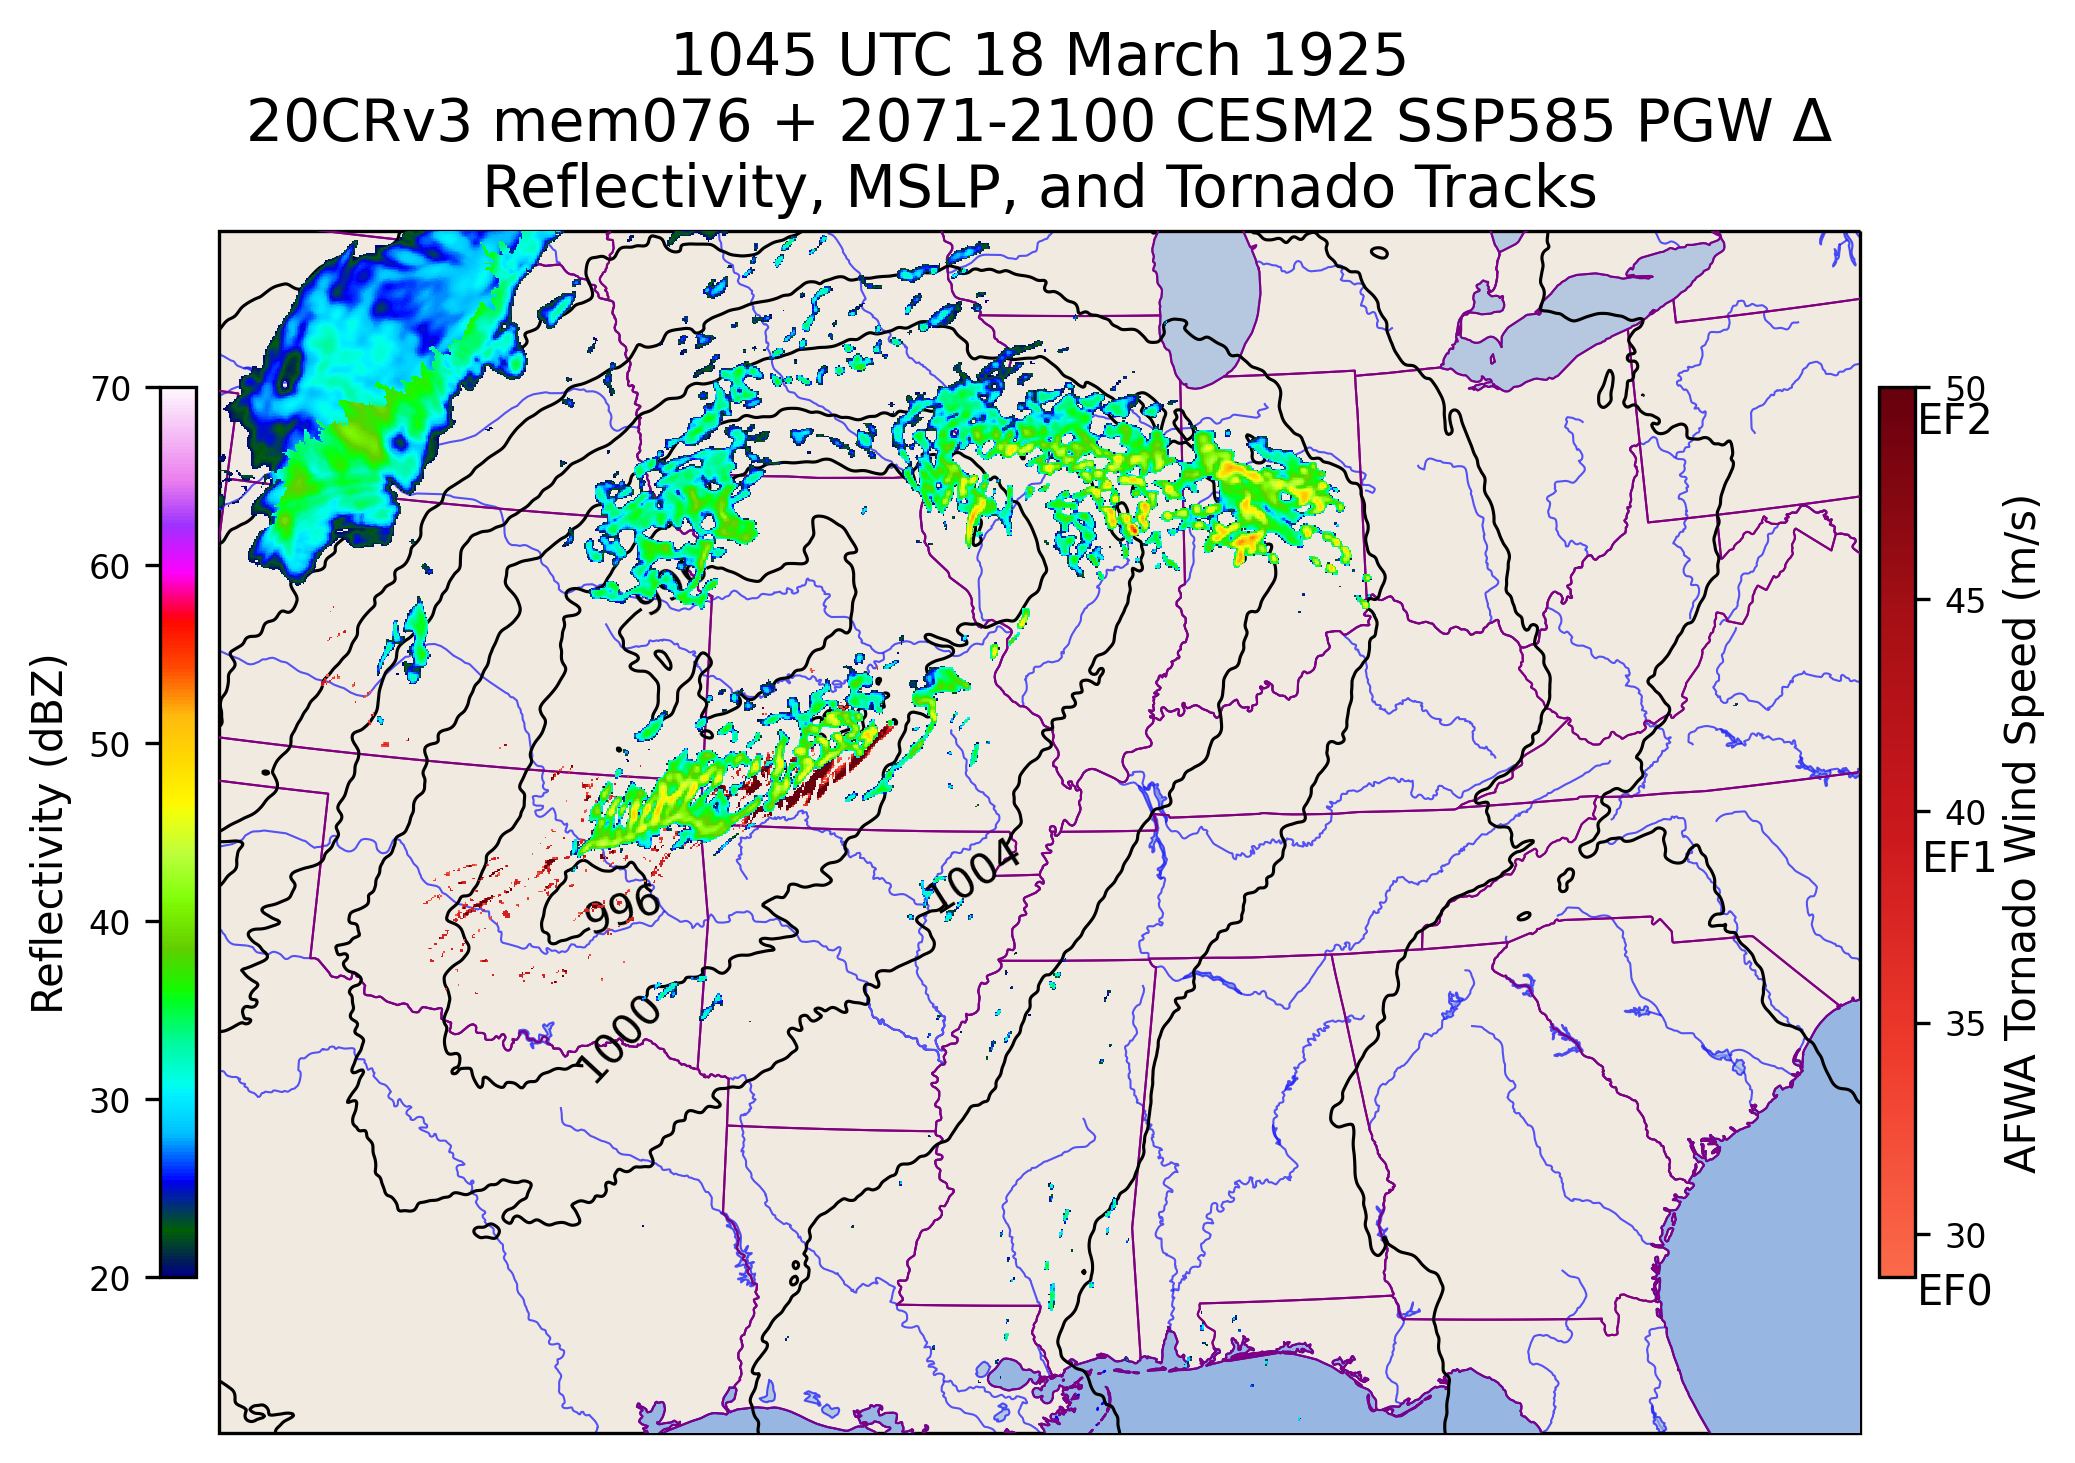 1045 UTC 18 March 1925
20CRv3 mem076 + 2071-2100 CESM2 SSP585 PGW Δ
Reflectivity, MSLP, and Tornado Tracks
Reflectivity (dBZ)
70
60
50
40
30
20
996
1000
1004
50
EF2
45
40
EF1
35
30
EF0
AFWA Tornado Wind Speed (m/s)